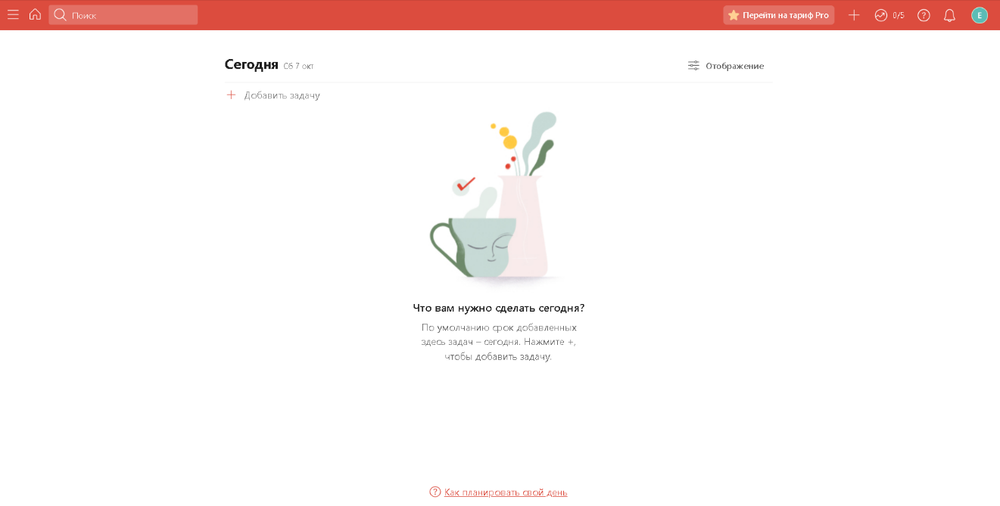 Поиск
Перейти на тариф Pro
0/5
E
Сегодня Сб 7 окт.
Отображение
Добавить задачу
Что вам нужно сделать сегодня?
По умолчанию срок добавленных
здесь задач – сегодня. Нажмите +,
чтобы добавить задачу.
Как планировать свой день